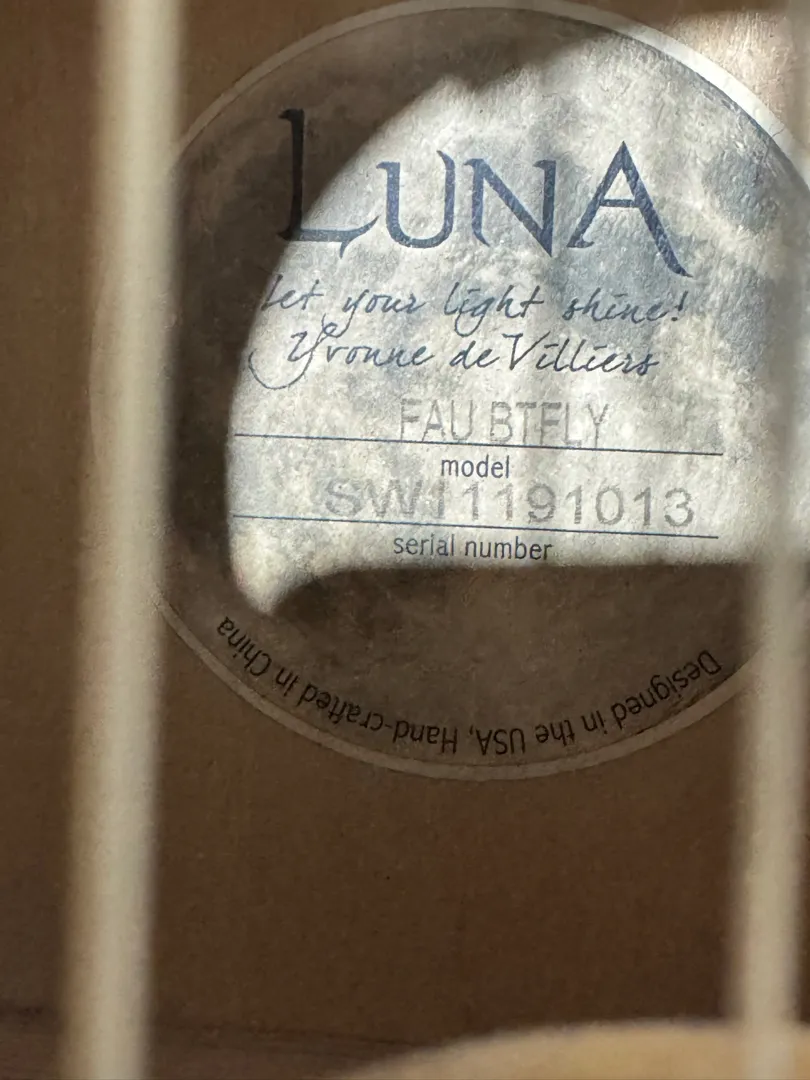 LUNA
let your light shine!
Yvonne de Villiers
FAU BTFLY
model
SW11191013
serial number
Designed in the USA, Hand-crafted in China